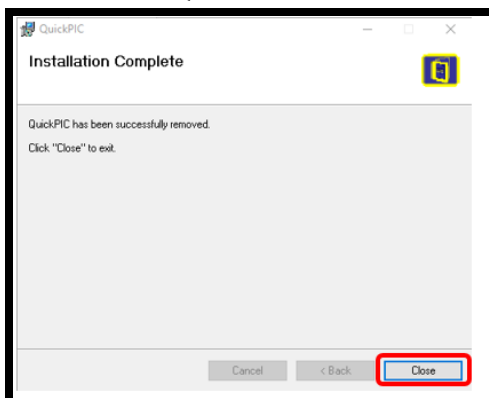 QuickPIC
Installation Complete
QuickPIC has been successfully removed.
Click "Close" to exit.
Cancel
< Back
Close